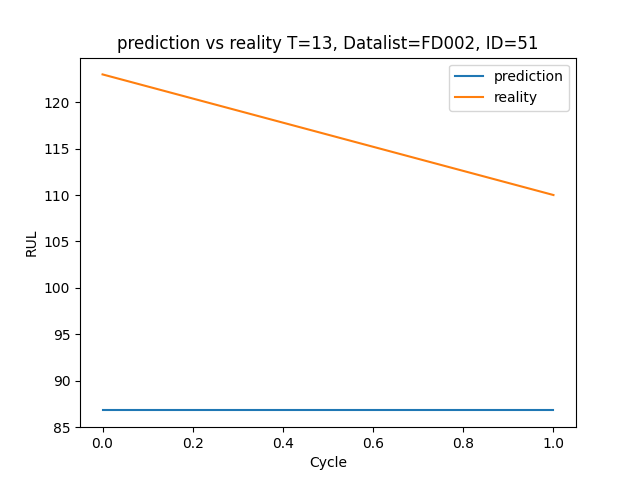 prediction vs reality T=13, Datalist=FD002, ID=51
prediction
reality
RUL
120
115
110
105
100
95
90
85
0.0 0.2 0.4 0.6 0.8 1.0
Cycle